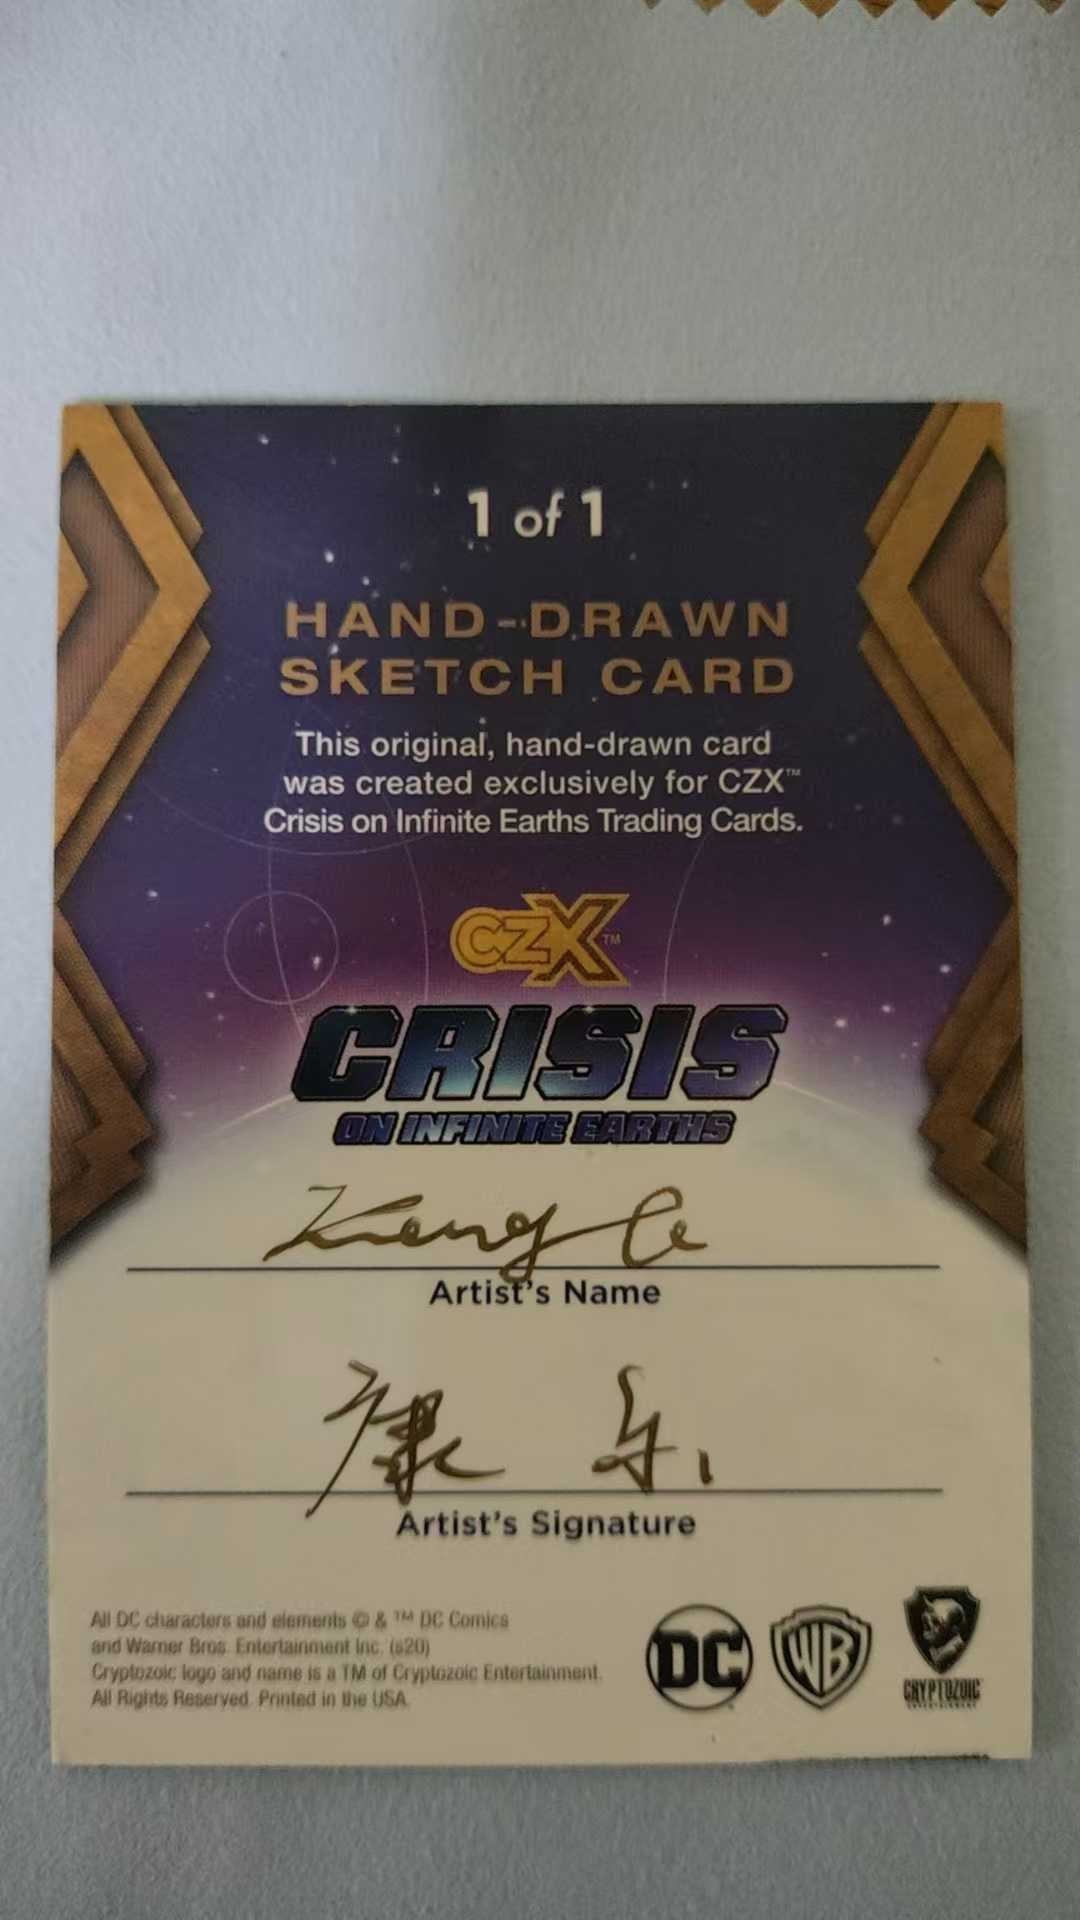 1 of 1
HAND-DRAWN
SKETCH CARD
This original, hand-drawn card
was created exclusively for CZX™
Crisis on Infinite Earths Trading Cards.
CZX™
CRISIS
ON INFINITE EARTHS
Artist's Name
康乐
Artist's Signature
All DC characters and elements © & ™ DC Comics
and Warner Bros. Entertainment Inc. (s20)
Cryptozoic logo and name is a TM of Cryptozoic Entertainment.
All Rights Reserved. Printed in the USA.
DC
WB
CRYPTOZOIC
ENTERTAINMENT